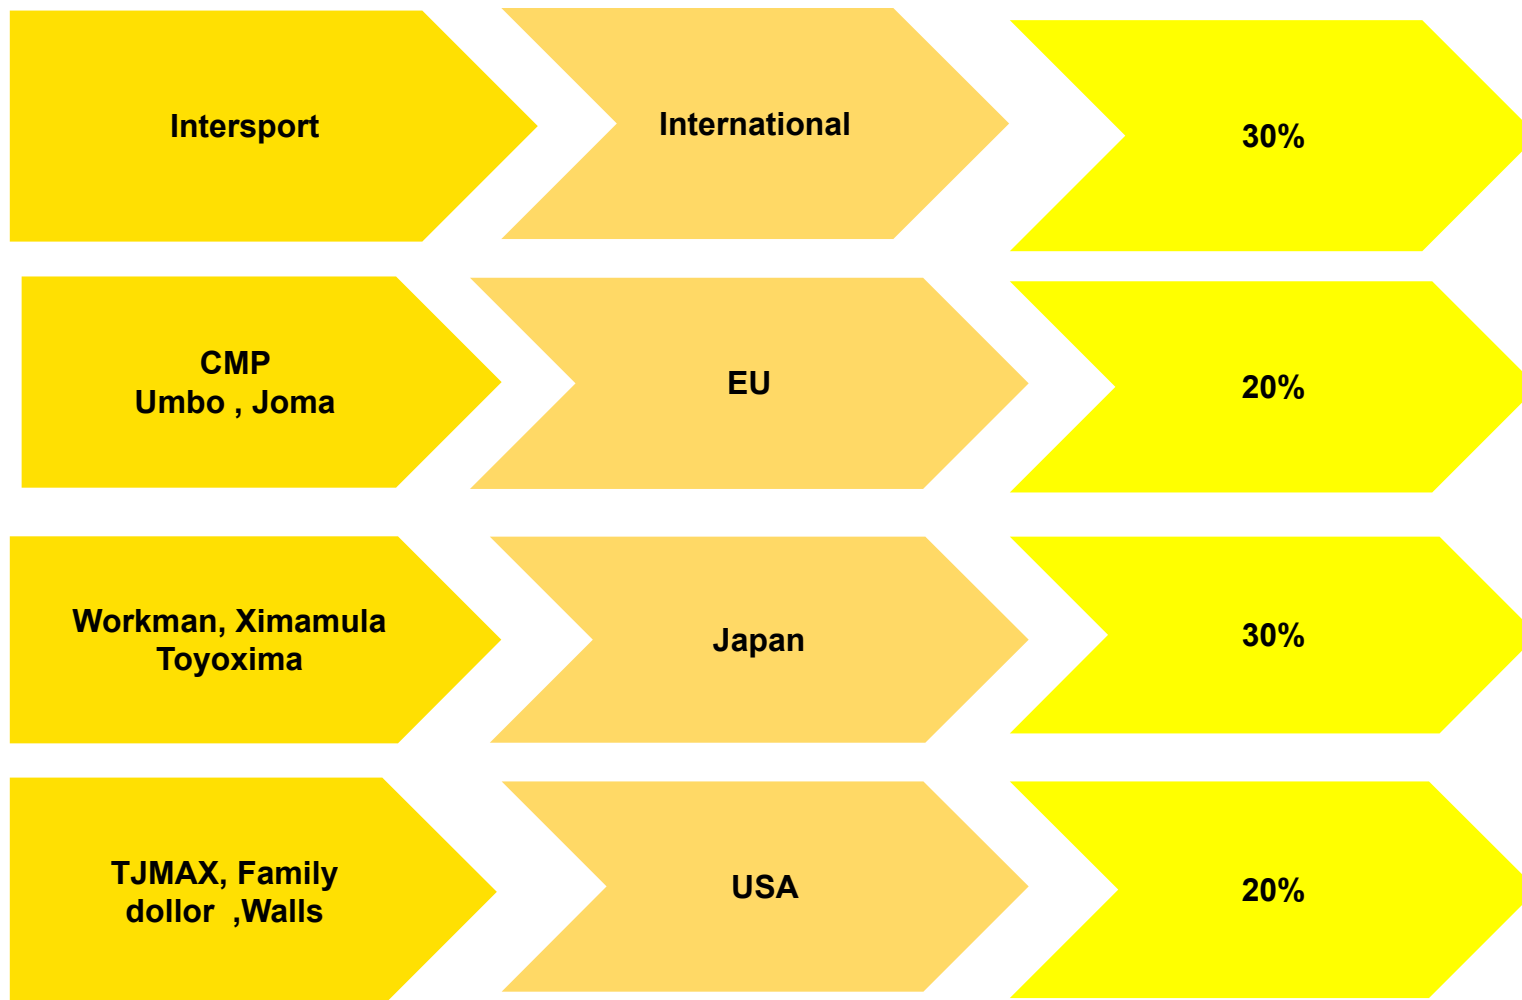 Intersport
International
30%
CMP
Umbo , Joma
EU
20%
Workman, Ximamula
Toyoxima
Japan
30%
TJMAX, Family
dollor  ,Walls
USA
20%